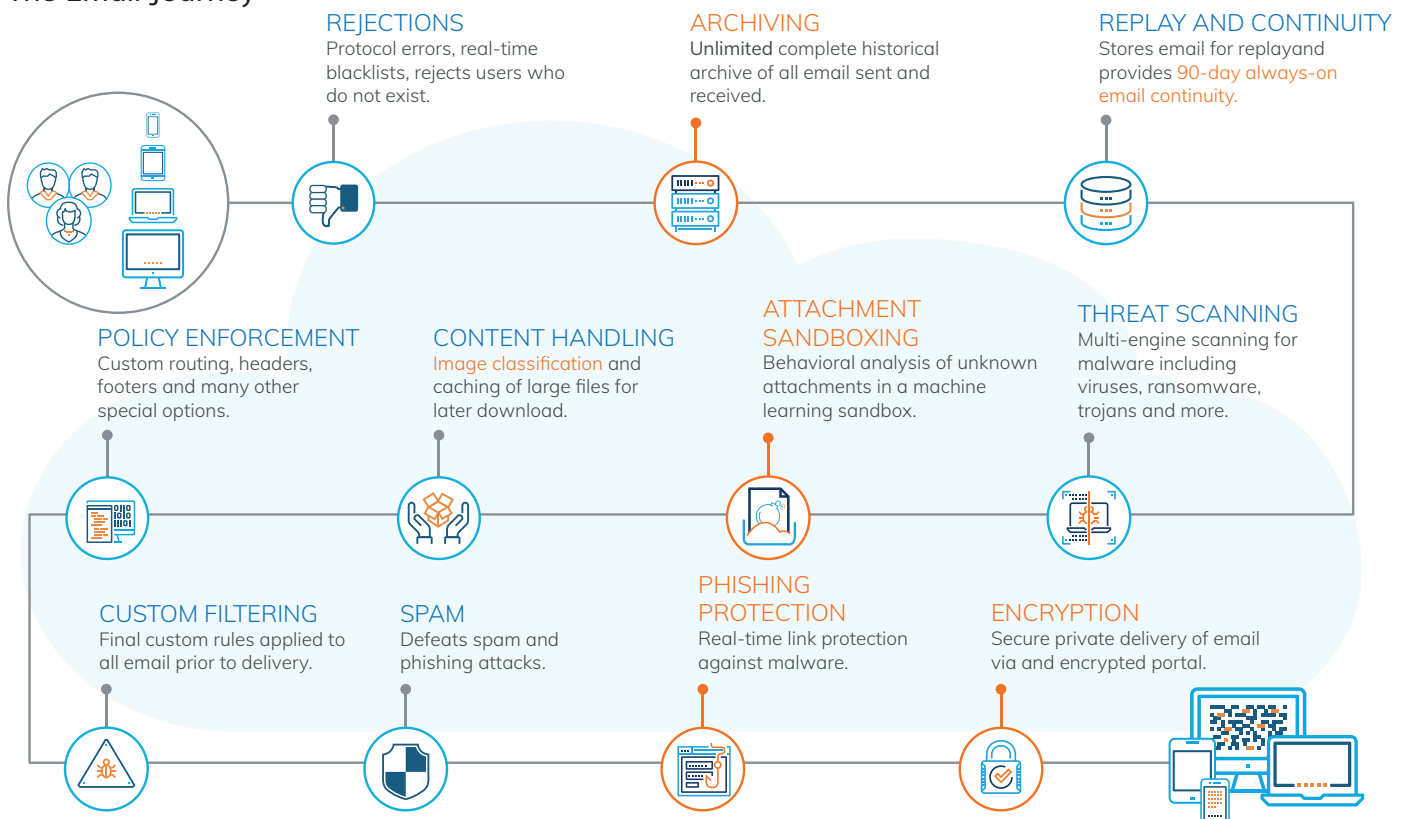 The Email Journey
REJECTIONS
Protocol errors, real-time
blacklists, rejects users who
do not exist.
ARCHIVING
Unlimited complete historical
archive of all email sent and
received.
REPLAY AND CONTINUITY
Stores email for replayand
provides 90-day always-on
email continuity.
POLICY ENFORCEMENT
Custom routing, headers,
footers and many other
special options.
CONTENT HANDLING
Image classification and
caching of large files for
later download.
ATTACHMENT
SANDBOXING
Behavioral analysis of unknown
attachments in a machine
learning sandbox.
THREAT SCANNING
Multi-engine scanning for
malware including
viruses, ransomware,
trojans and more.
CUSTOM FILTERING
Final custom rules applied to
all email prior to delivery.
SPAM
Defeats spam and
phishing attacks.
PHISHING
PROTECTION
Real-time link protection
against malware.
ENCRYPTION
Secure private delivery of email
via and encrypted portal.